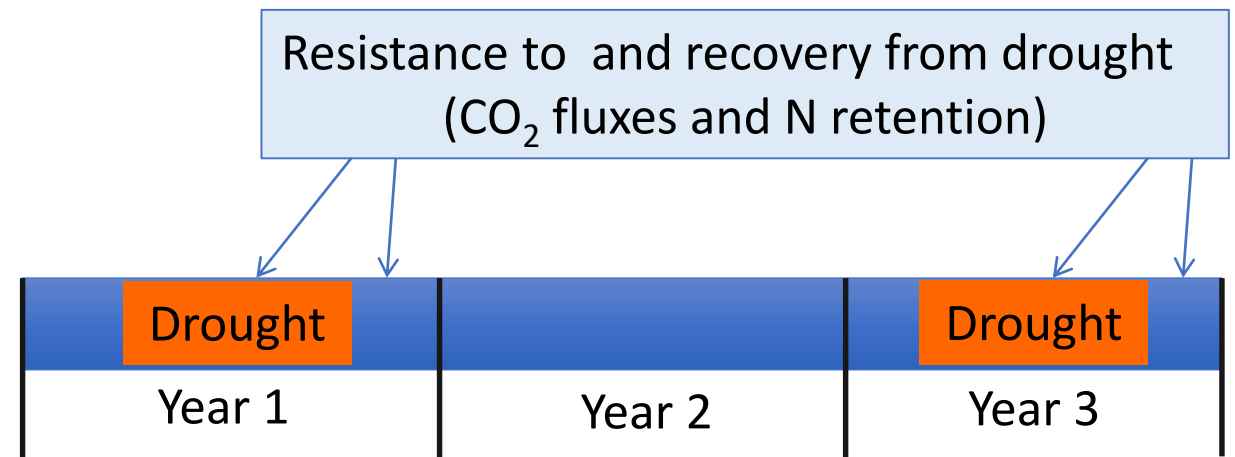 Resistance to  and recovery from drought
(CO₂ fluxes and N retention)
Drought
Drought
Year 1
Year 2
Year 3